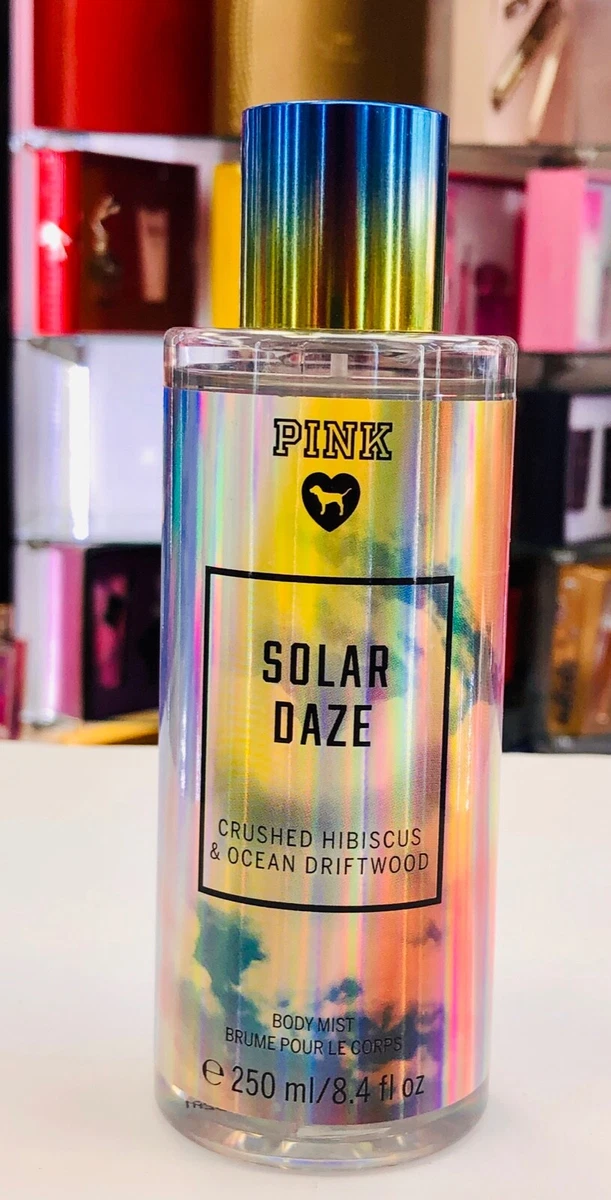 PINK
SOLAR
DAZE
CRUSHED HIBISCUS
& OCEAN DRIFTWOOD
BODY MIST
BRUME POUR LE CORPS
℮ 250 ml/8.4 fl oz